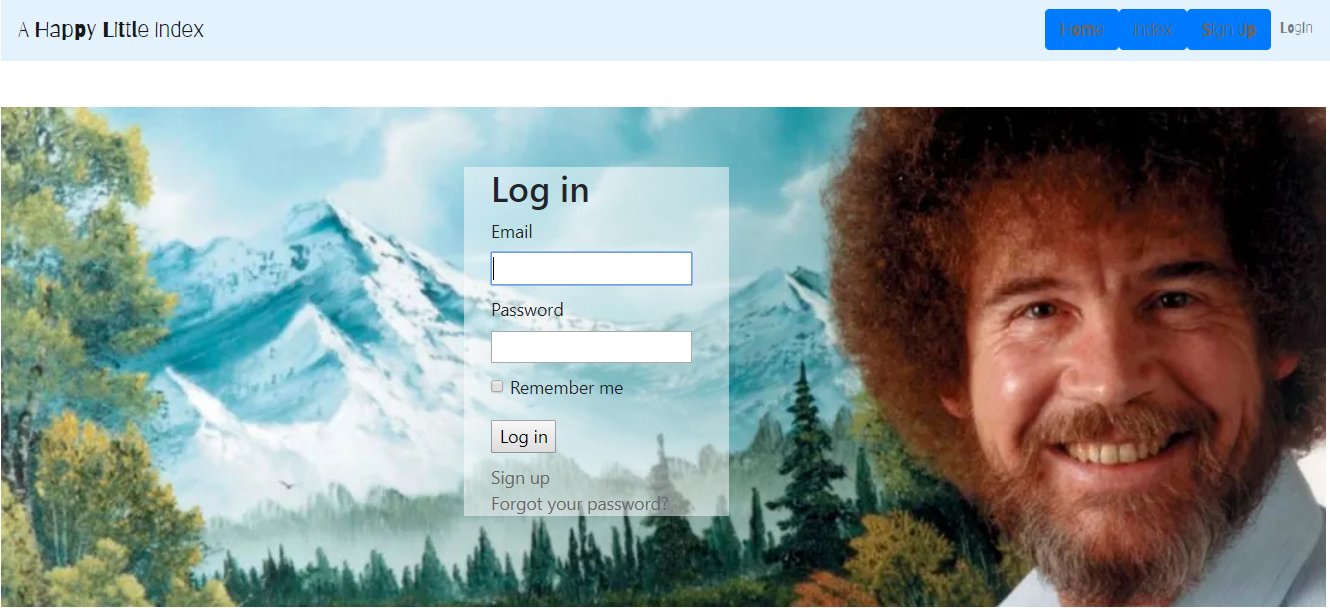 A Happy Little Index
Home Index Sign Up Login
Log in
Email
Password
Remember me
Log in
Sign up
Forgot your password?